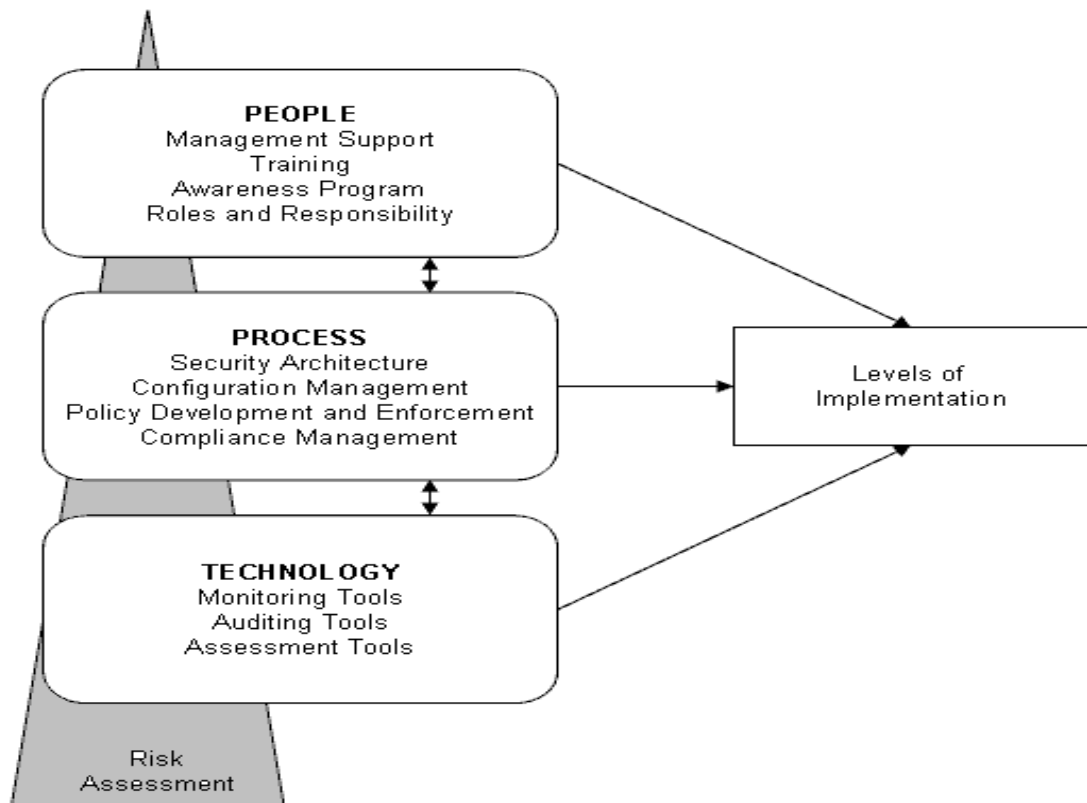 PEOPLE
Management Support
Training
Awareness Program
Roles and Responsibility
PROCESS
Security Architecture
Configuration Management
Policy Development and Enforcement
Compliance Management
TECHNOLOGY
Monitoring Tools
Auditing Tools
Assessment Tools
Levels of
Implementation
Risk
Assessment